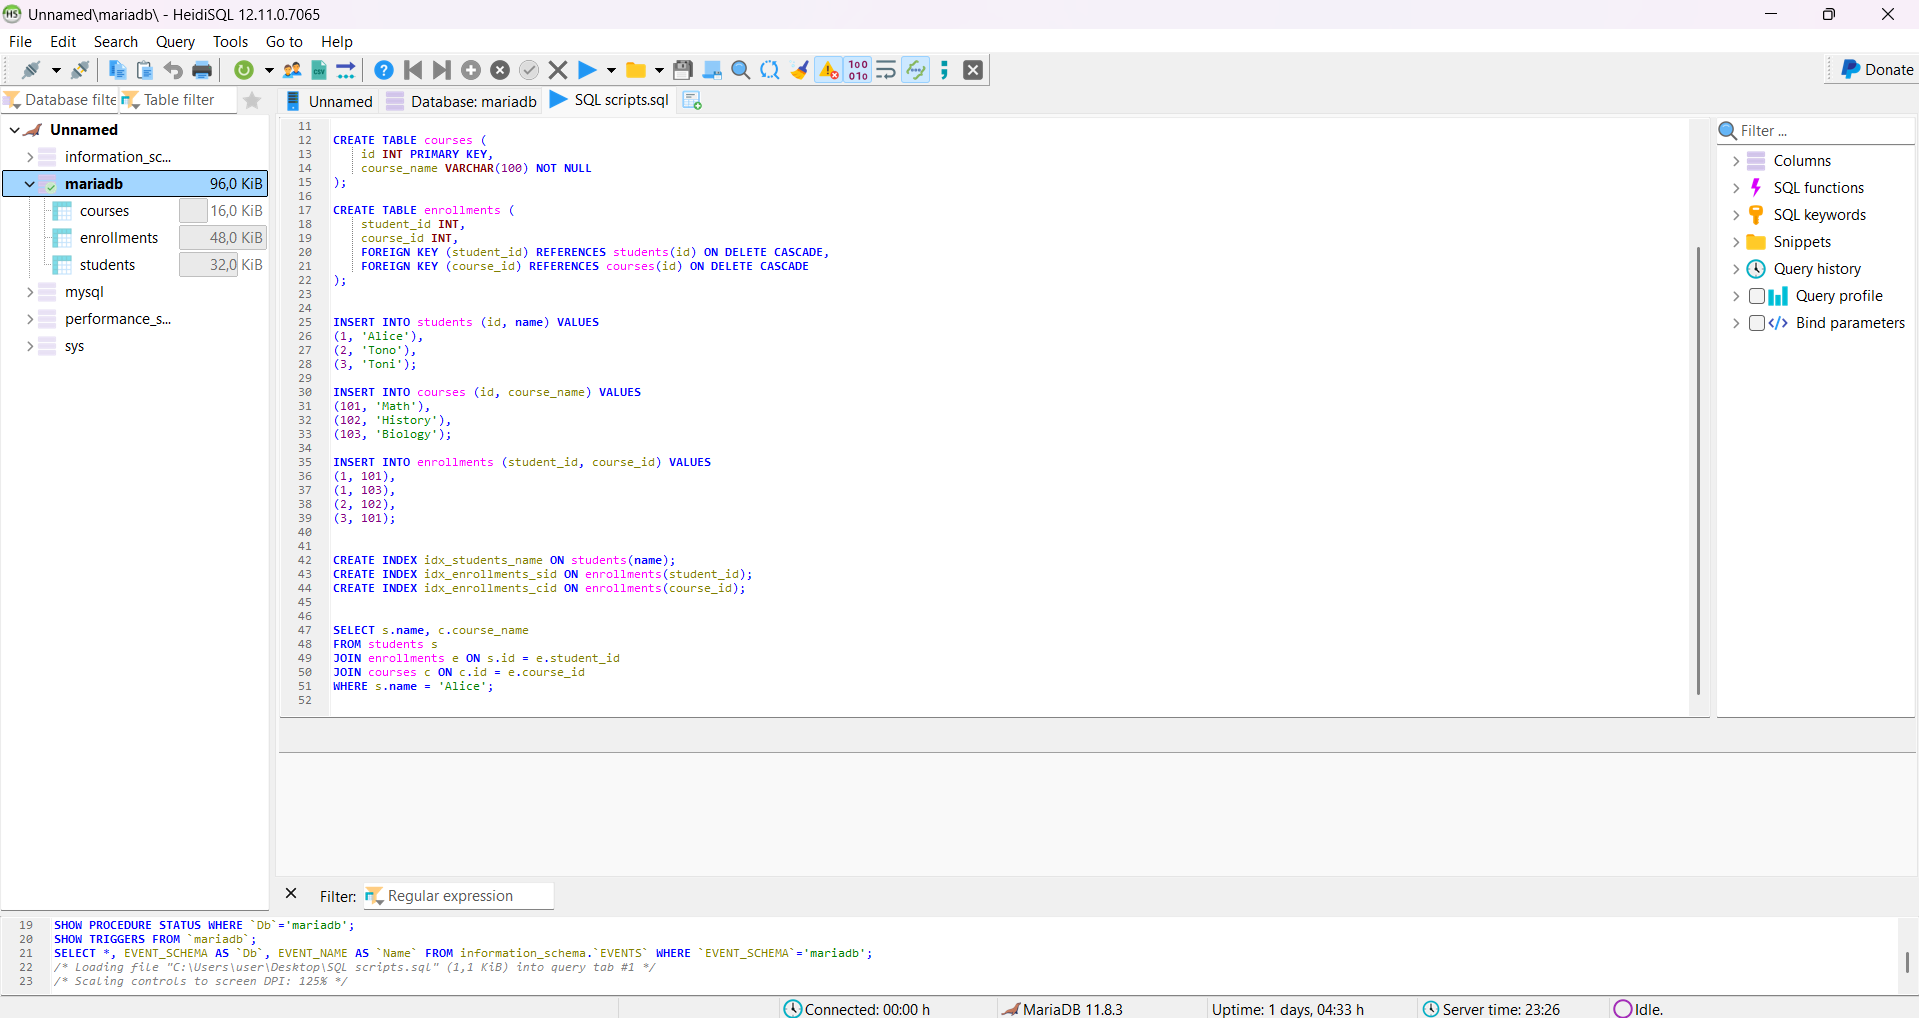 Unnamed\mariadb\ - HeidiSQL 12.11.0.7065
File Edit Search Query Tools Go to Help
Donate
Database filte Table filter
Unnamed Database: mariadb SQL scripts.sql
Unnamed
information_sc...
mariadb 96,0 KiB
courses 16,0 KiB
enrollments 48,0 KiB
students 32,0 KiB
mysql
performance_s...
sys
11
12 CREATE TABLE courses (
13 id INT PRIMARY KEY,
14 course_name VARCHAR(100) NOT NULL
15 );
16
17 CREATE TABLE enrollments (
18 student_id INT,
19 course_id INT,
20 FOREIGN KEY (student_id) REFERENCES students(id) ON DELETE CASCADE,
21 FOREIGN KEY (course_id) REFERENCES courses(id) ON DELETE CASCADE
22 );
23
24
25 INSERT INTO students (id, name) VALUES
26 (1, 'Alice'),
27 (2, 'Tono'),
28 (3, 'Toni');
29
30 INSERT INTO courses (id, course_name) VALUES
31 (101, 'Math'),
32 (102, 'History'),
33 (103, 'Biology');
34
35 INSERT INTO enrollments (student_id, course_id) VALUES
36 (1, 101),
37 (1, 103),
38 (2, 102),
39 (3, 101);
40
41
42 CREATE INDEX idx_students_name ON students(name);
43 CREATE INDEX idx_enrollments_sid ON enrollments(student_id);
44 CREATE INDEX idx_enrollments_cid ON enrollments(course_id);
45
46
47 SELECT s.name, c.course_name
48 FROM students s
49 JOIN enrollments e ON s.id = e.student_id
50 JOIN courses c ON c.id = e.course_id
51 WHERE s.name = 'Alice';
52
Filter ...
Columns
SQL functions
SQL keywords
Snippets
Query history
Query profile
Bind parameters
Filter: Regular expression
19 SHOW PROCEDURE STATUS WHERE `Db`='mariadb';
20 SHOW TRIGGERS FROM `mariadb`;
21 SELECT *, EVENT_SCHEMA AS `Db`, EVENT_NAME AS `Name` FROM information_schema.`EVENTS` WHERE `EVENT_SCHEMA`='mariadb';
22 /* Loading file "C:\Users\user\Desktop\SQL scripts.sql" (1,1 KiB) into query tab #1 */
23 /* Scaling controls to screen DPI: 125% */
Connected: 00:00 h MariaDB 11.8.3 Uptime: 1 days, 04:33 h Server time: 23:26 Idle.